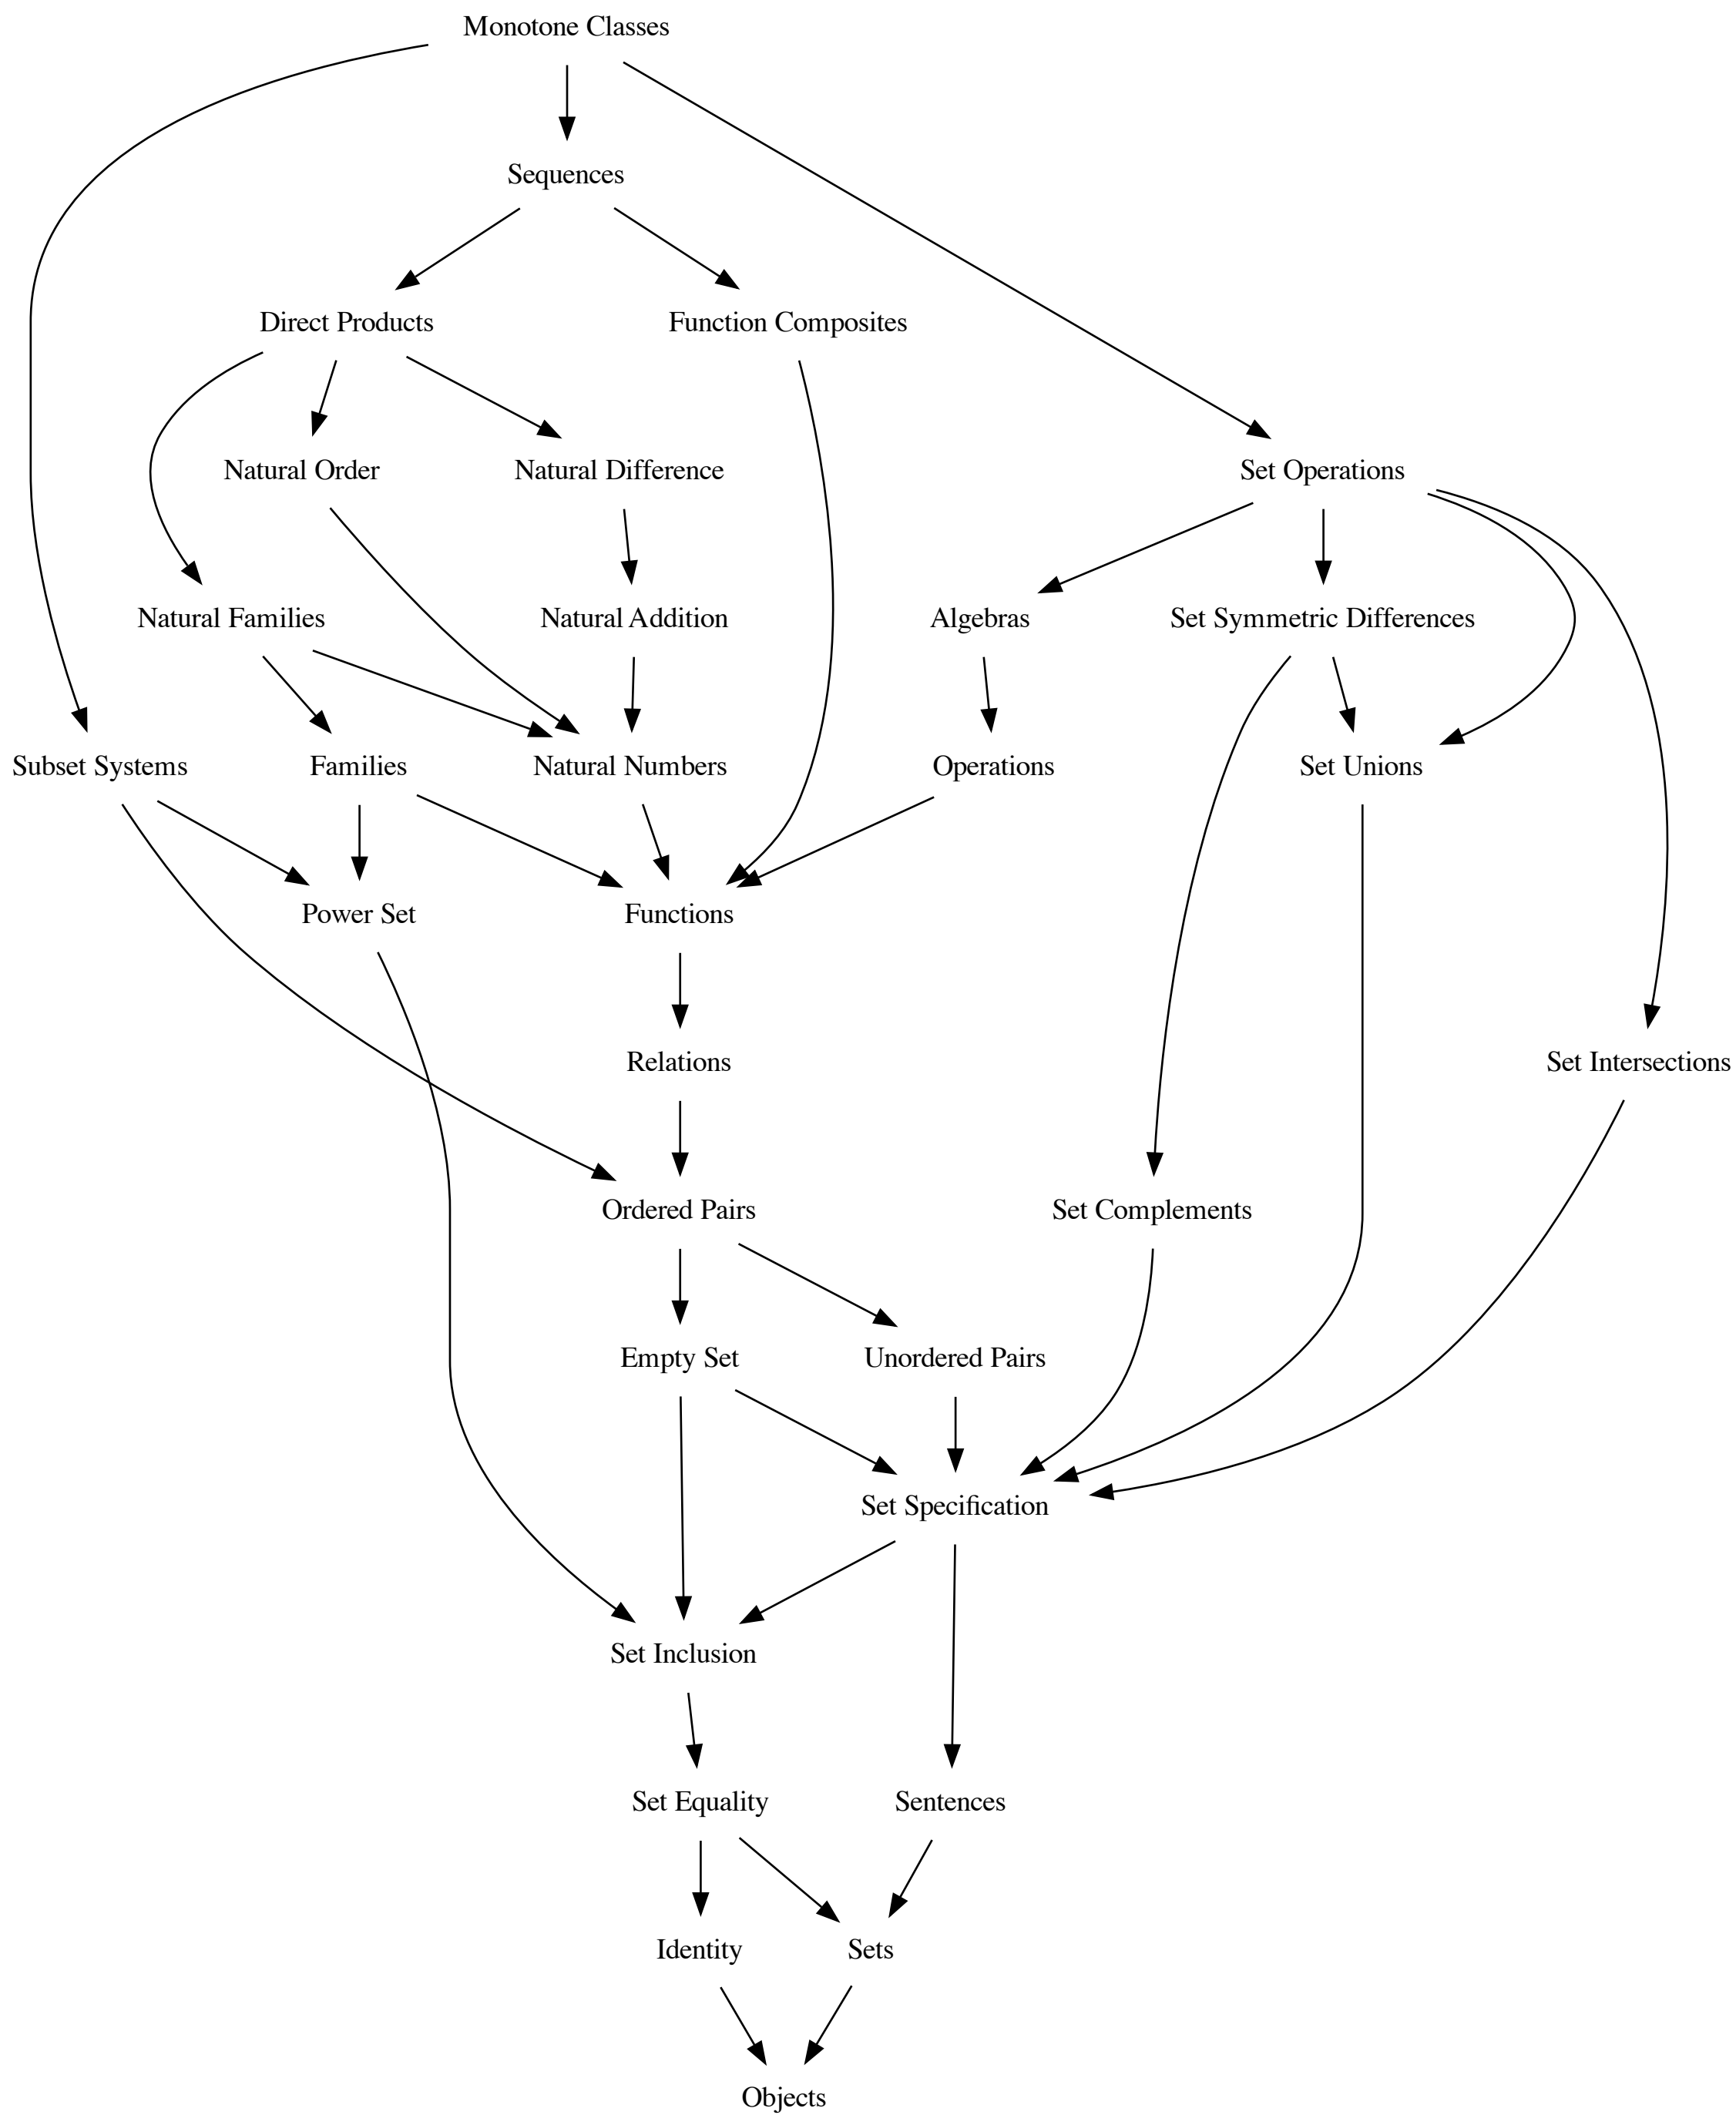 Monotone Classes
Sequences
Direct Products
Function Composites
Natural Order
Natural Difference
Set Operations
Natural Families
Natural Addition
Algebras
Set Symmetric Differences
Subset Systems
Families
Natural Numbers
Operations
Set Unions
Power Set
Functions
Relations
Set Intersections
Ordered Pairs
Set Complements
Empty Set
Unordered Pairs
Set Specification
Set Inclusion
Set Equality
Sentences
Identity
Sets
Objects